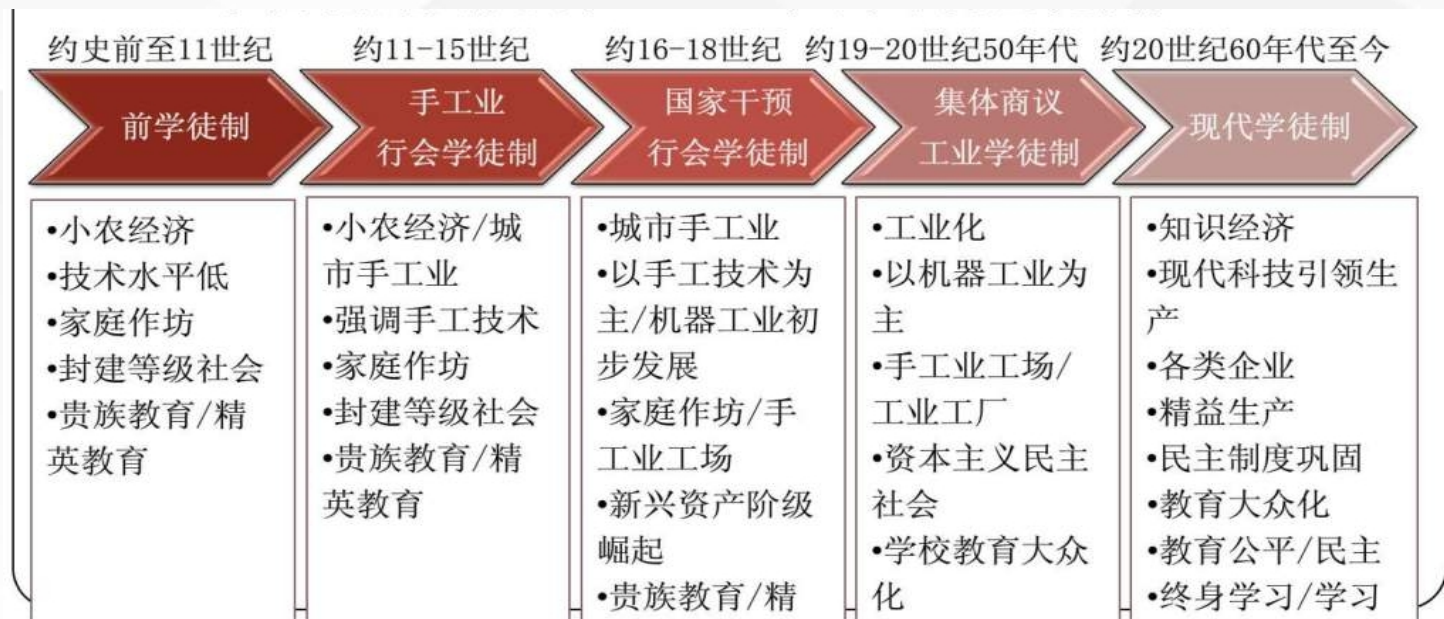 约史前至11世纪
约11-15世纪
约16-18世纪
约19-20世纪50年代
约20世纪60年代至今
前学徒制
手工业
行会学徒制
国家干预
行会学徒制
集体商议
工业学徒制
现代学徒制
•小农经济
•技术水平低
•家庭作坊
•封建等级社会
•贵族教育/精
英教育
•小农经济/城
市手工业
•强调手工技术
•家庭作坊
•封建等级社会
•贵族教育/精
英教育
•城市手工业
•以手工技术为
主/机器工业初
步发展
•家庭作坊/手
工业工场
•新兴资产阶级
崛起
•贵族教育/精
•工业化
•以机器工业为
主
•手工业工场/
工业工厂
•资本主义民主
社会
•学校教育大众
化
•知识经济
•现代科技引领生
产
•各类企业
•精益生产
•民主制度巩固
•教育大众化
•教育公平/民主
•终身学习/学习